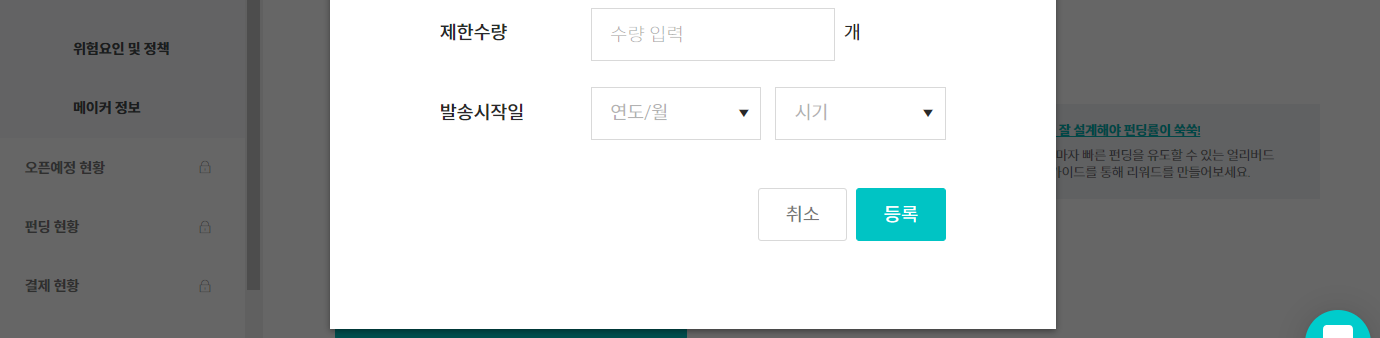 위험요인 및 정책
메이커 정보
오픈예정 현황
펀딩 현황
결제 현황
제한수량
수량 입력
개
발송시작일
연도/월
시기
취소
등록
잘 설계해야 펀딩률이 쑥쑥!
마자 빠른 펀딩을 유도할 수 있는 얼리버드
가이드를 통해 리워드를 만들어보세요.